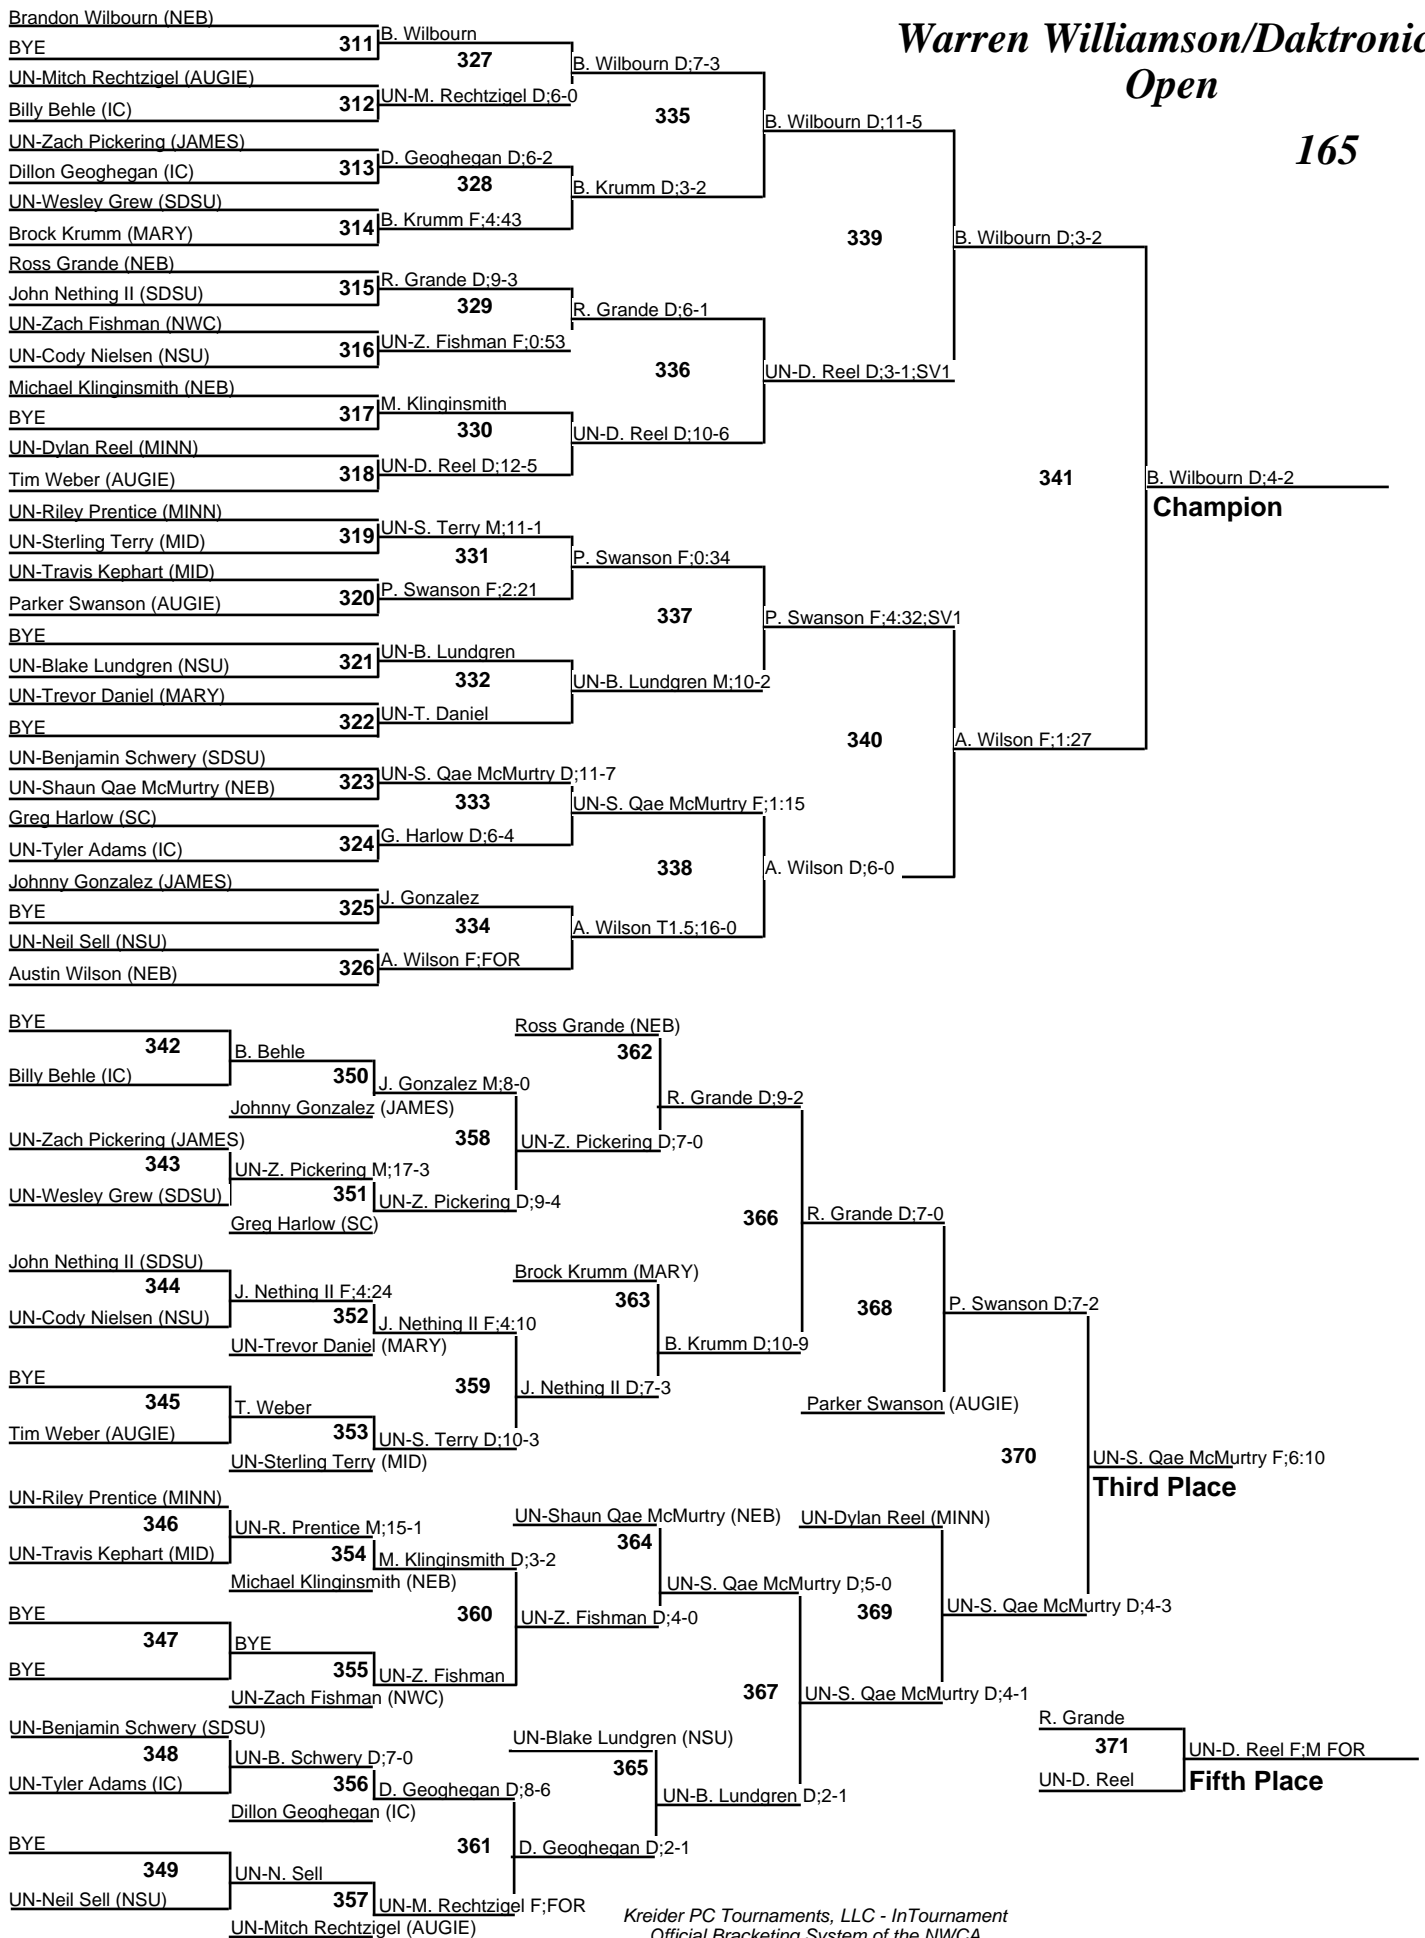 Warren Williamson/Daktronic
Open
165
Brandon Wilbourn (NEB)
BYE
311
B. Wilbourn
UN-Mitch Rechtzigel (AUGIE)
Billy Behle (IC)
312
UN-M. Rechtzigel D;6-0
327
B. Wilbourn D;7-3
UN-Zach Pickering (JAMES)
Dillon Geoghegan (IC)
313
D. Geoghegan D;6-2
UN-Wesley Grew (SDSU)
Brock Krumm (MARY)
314
B. Krumm F;4:43
328
B. Krumm D;3-2
335
B. Wilbourn D;11-5
Ross Grande (NEB)
John Nething II (SDSU)
315
R. Grande D;9-3
UN-Zach Fishman (NWC)
UN-Cody Nielsen (NSU)
316
UN-Z. Fishman F;0:53
329
R. Grande D;6-1
Michael Klinginsmith (NEB)
BYE
317
M. Klinginsmith
UN-Dylan Reel (MINN)
Tim Weber (AUGIE)
318
UN-D. Reel D;12-5
330
UN-D. Reel D;10-6
336
UN-D. Reel D;3-1;SV1
339
B. Wilbourn D;3-2
UN-Riley Prentice (MINN)
UN-Sterling Terry (MID)
319
UN-S. Terry M;11-1
UN-Travis Kephart (MID)
Parker Swanson (AUGIE)
320
P. Swanson F;2:21
331
P. Swanson F;0:34
BYE
UN-Blake Lundgren (NSU)
321
UN-B. Lundgren
UN-Trevor Daniel (MARY)
BYE
322
UN-T. Daniel
332
UN-B. Lundgren M;10-2
337
P. Swanson F;4:32;SV1
UN-Benjamin Schwery (SDSU)
UN-Shaun Qae McMurtry (NEB)
323
UN-S. Qae McMurtry D;11-7
Greg Harlow (SC)
UN-Tyler Adams (IC)
324
G. Harlow D;6-4
333
UN-S. Qae McMurtry F;1:15
Johnny Gonzalez (JAMES)
BYE
325
J. Gonzalez
UN-Neil Sell (NSU)
Austin Wilson (NEB)
326
A. Wilson F;FOR
334
A. Wilson T1.5;16-0
338
A. Wilson D;6-0
340
A. Wilson F;1:27
341
B. Wilbourn D;4-2
Champion
BYE
342
Billy Behle (IC)
B. Behle
350
Johnny Gonzalez (JAMES)
J. Gonzalez M;8-0
UN-Zach Pickering (JAMES)
343
UN-Wesley Grew (SDSU)
UN-Z. Pickering M;17-3
351
Greg Harlow (SC)
UN-Z. Pickering D;9-4
358
UN-Z. Pickering D;7-0
Ross Grande (NEB)
362
R. Grande D;9-2
John Nething II (SDSU)
344
UN-Cody Nielsen (NSU)
J. Nething II F;4:24
352
UN-Trevor Daniel (MARY)
J. Nething II F;4:10
BYE
345
Tim Weber (AUGIE)
T. Weber
353
UN-Sterling Terry (MID)
UN-S. Terry D;10-3
359
J. Nething II D;7-3
Brock Krumm (MARY)
363
B. Krumm D;10-9
366
R. Grande D;7-0
368
Parker Swanson (AUGIE)
P. Swanson D;7-2
UN-Riley Prentice (MINN)
346
UN-Travis Kephart (MID)
UN-R. Prentice M;15-1
354
Michael Klinginsmith (NEB)
M. Klinginsmith D;3-2
BYE
347
BYE
BYE
355
UN-Zach Fishman (NWC)
UN-Z. Fishman
360
UN-Z. Fishman D;4-0
UN-Shaun Qae McMurtry (NEB)
364
UN-S. Qae McMurtry D;5-0
UN-Benjamin Schwery (SDSU)
348
UN-Tyler Adams (IC)
UN-B. Schwery D;7-0
356
Dillon Geoghegan (IC)
D. Geoghegan D;8-6
BYE
349
UN-Neil Sell (NSU)
UN-N. Sell
357
UN-Mitch Rechtzigel (AUGIE)
UN-M. Rechtzigel F;FOR
361
D. Geoghegan D;2-1
UN-Blake Lundgren (NSU)
365
UN-B. Lundgren D;2-1
367
UN-S. Qae McMurtry D;4-1
UN-Dylan Reel (MINN)
369
UN-S. Qae McMurtry D;4-3
370
UN-S. Qae McMurtry F;6:10
Third Place
R. Grande
371
UN-D. Reel
UN-D. Reel F;M FOR
Fifth Place
Kreider PC Tournaments, LLC - InTournament
Official Bracketing System of the NWCA